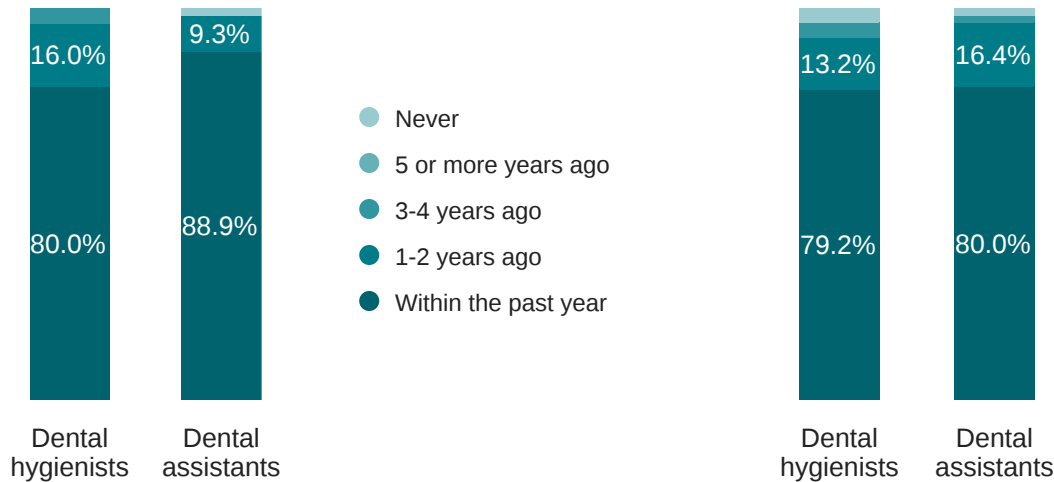 16.0%
9.3%
80.0%
88.9%
Dental
hygienists
Dental
assistants
Never
5 or more years ago
3-4 years ago
1-2 years ago
Within the past year
13.2%
16.4%
79.2%
80.0%
Dental
hygienists
Dental
assistants